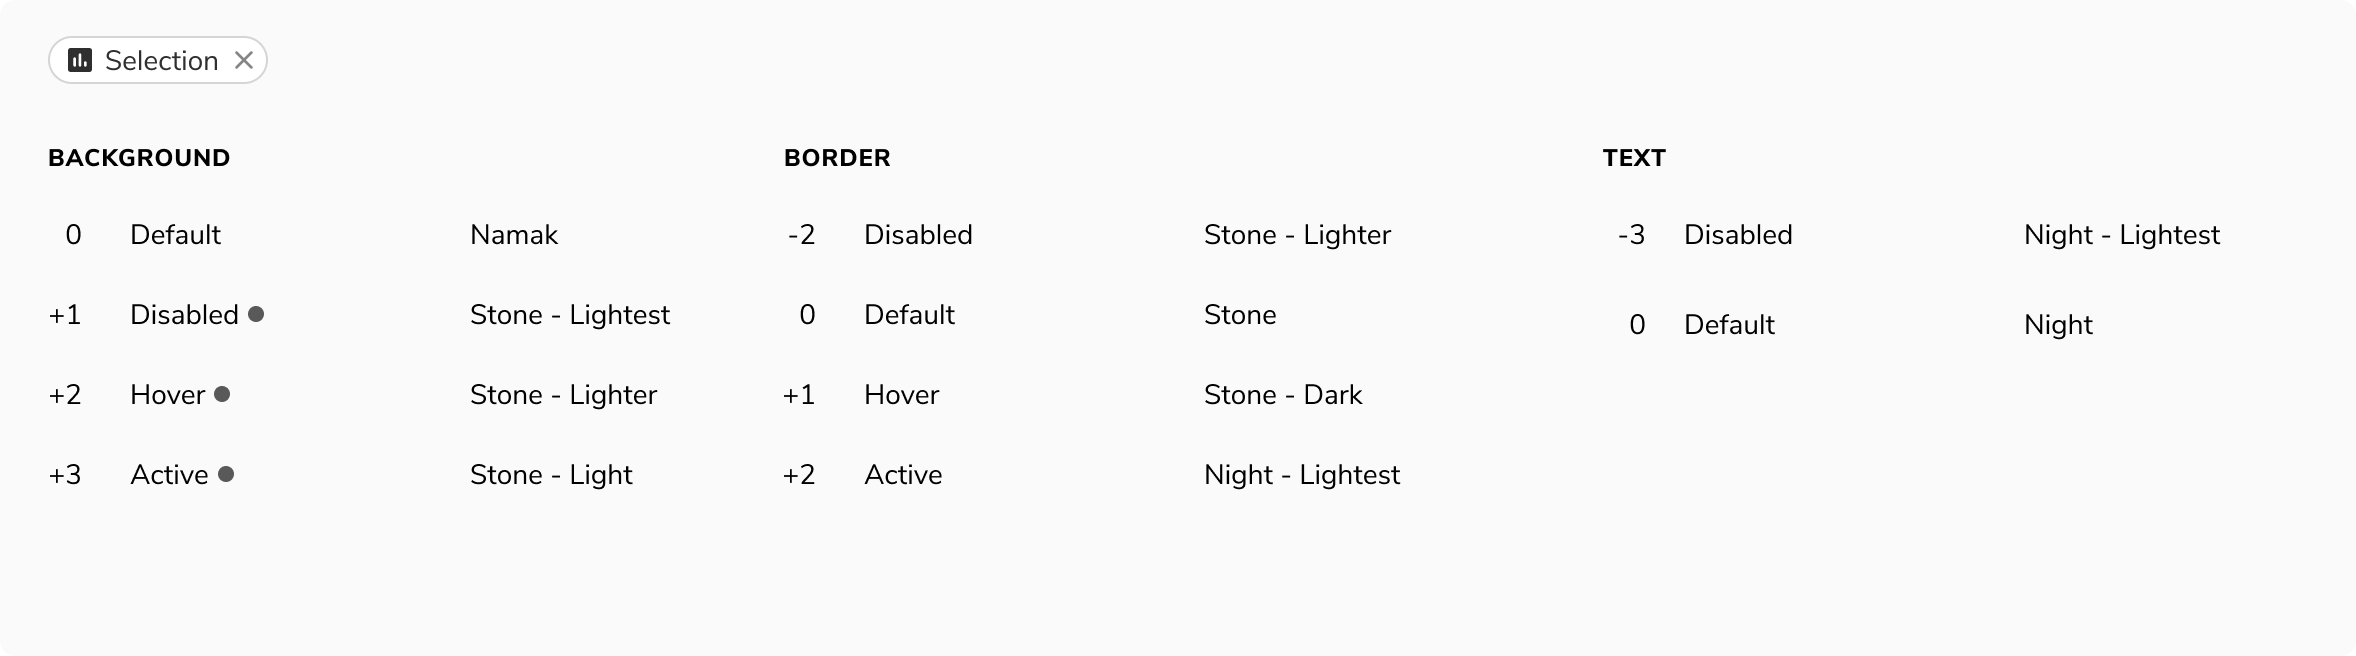 Selection
BACKGROUND BORDER TEXT
0 Default Namak -2 Disabled Stone - Lighter -3 Disabled Night - Lightest
+1 Disabled Stone - Lightest 0 Default Stone 0 Default Night
+2 Hover Stone - Lighter +1 Hover Stone - Dark
+3 Active Stone - Light +2 Active Night - Lightest